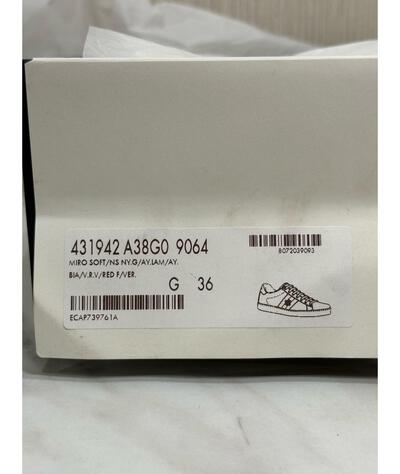 431942 A38G0 9064
MIRO SOFT/NS NY.G/AY.LAM/AY.
BIA/V.R.V/RED F/VER.
G 36
8072039093
ECAP739761A